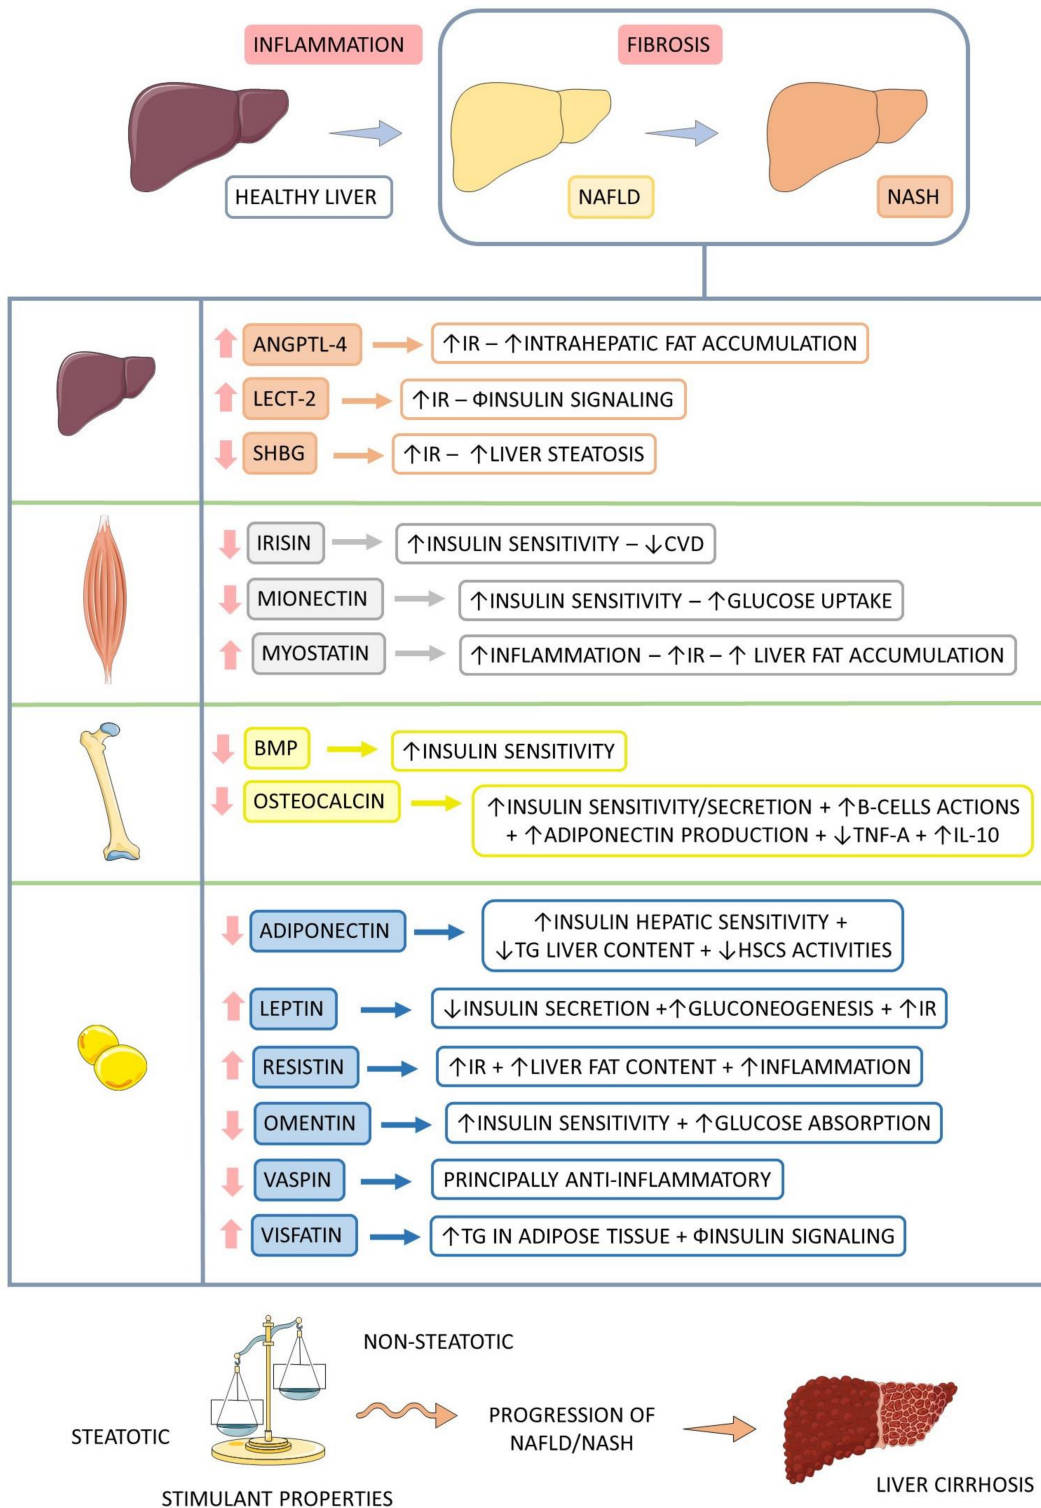 INFLAMMATION
FIBROSIS
HEALTHY LIVER
NAFLD
NASH
ANGPTL-4
↑IR – ↑INTRAHEPATIC FAT ACCUMULATION
LECT-2
↑IR – ΦINSULIN SIGNALING
SHBG
↑IR – ↑LIVER STEATOSIS
IRISIN
↑INSULIN SENSITIVITY – ↓CVD
MIONECTIN
↑INSULIN SENSITIVITY – ↑GLUCOSE UPTAKE
MYOSTATIN
↑INFLAMMATION – ↑IR – ↑ LIVER FAT ACCUMULATION
BMP
↑INSULIN SENSITIVITY
OSTEOCALCIN
↑INSULIN SENSITIVITY/SECRETION + ↑B-CELLS ACTIONS
+ ↑ADIPONECTIN PRODUCTION + ↓TNF-A + ↑IL-10
ADIPONECTIN
↑INSULIN HEPATIC SENSITIVITY +
↓TG LIVER CONTENT + ↓HSCS ACTIVITIES
LEPTIN
↓INSULIN SECRETION +↑GLUCONEOGENESIS + ↑IR
RESISTIN
↑IR + ↑LIVER FAT CONTENT + ↑INFLAMMATION
OMENTIN
↑INSULIN SENSITIVITY + ↑GLUCOSE ABSORPTION
VASPIN
PRINCIPALLY ANTI-INFLAMMATORY
VISFATIN
↑TG IN ADIPOSE TISSUE + ΦINSULIN SIGNALING
NON-STEATOTIC
STEATOTIC
PROGRESSION OF
NAFLD/NASH
STIMULANT PROPERTIES
LIVER CIRRHOSIS